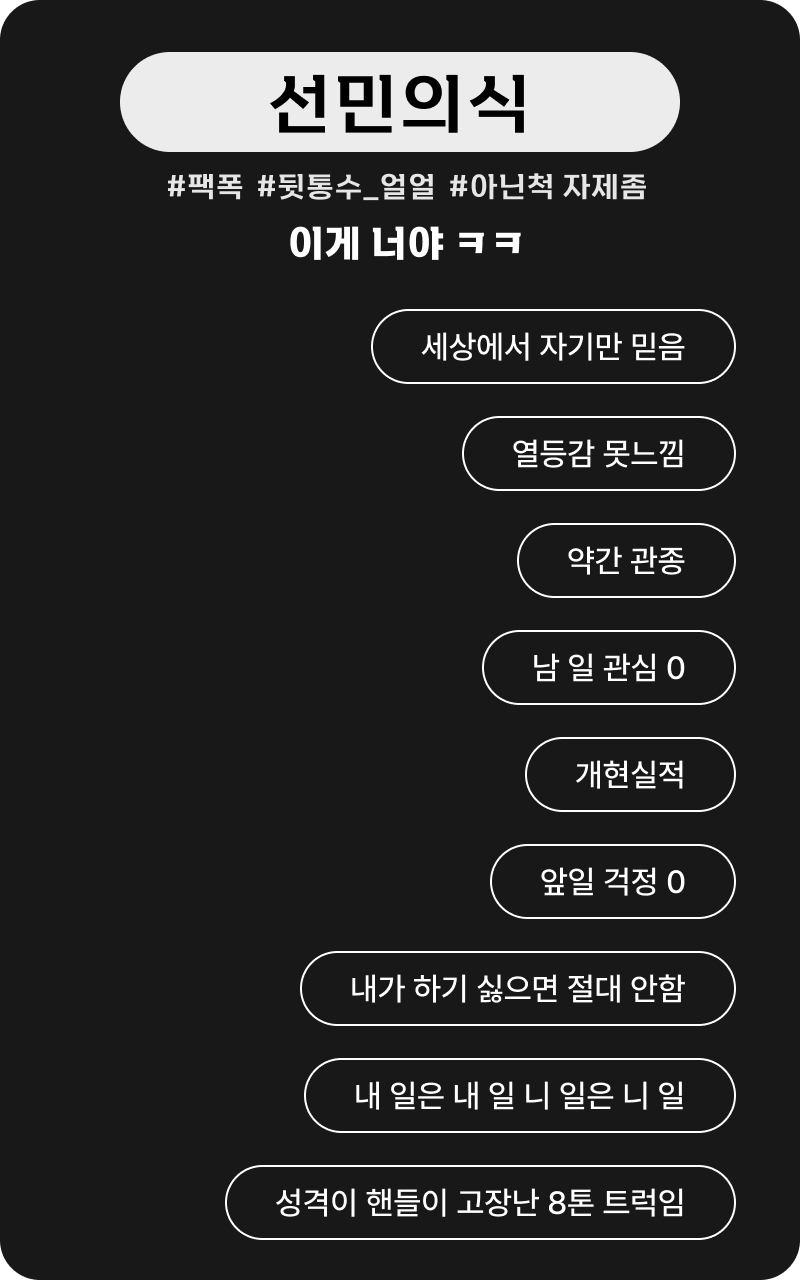 선민의식
#팩폭 #뒷통수_얼얼 #아닌척 자제좀
이게 너야 ㅋㅋ
세상에서 자기만 믿음
열등감 못느낌
약간 관종
남 일 관심 0
개현실적
앞일 걱정 0
내가 하기 싫으면 절대 안함
내 일은 내 일 니 일은 니 일
성격이 핸들이 고장난 8톤 트럭임